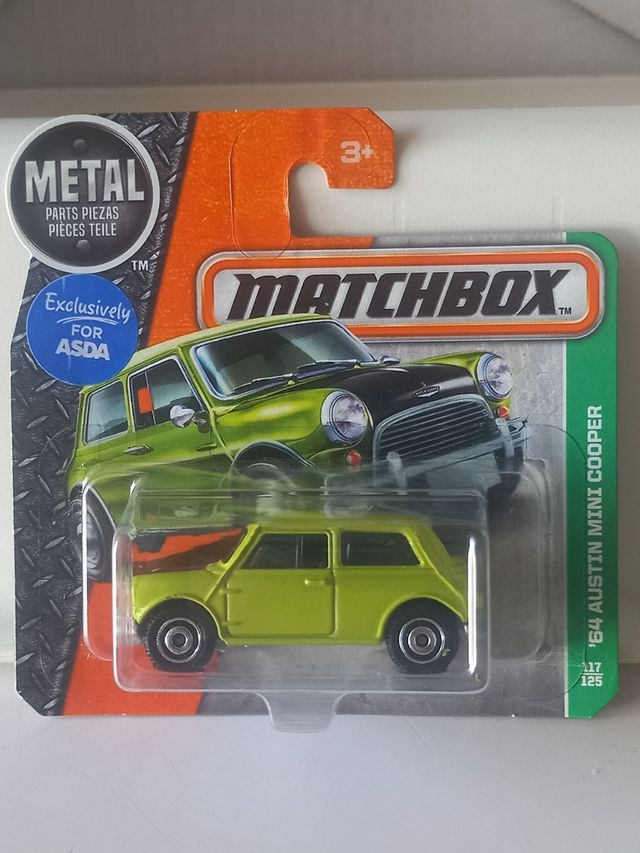 METAL
PARTS PIEZAS
PIÈCES TEILE
TM
3+
Exclusively
FOR
ASDA
MATCHBOX
TM
'64 AUSTIN MINI COOPER
117
125